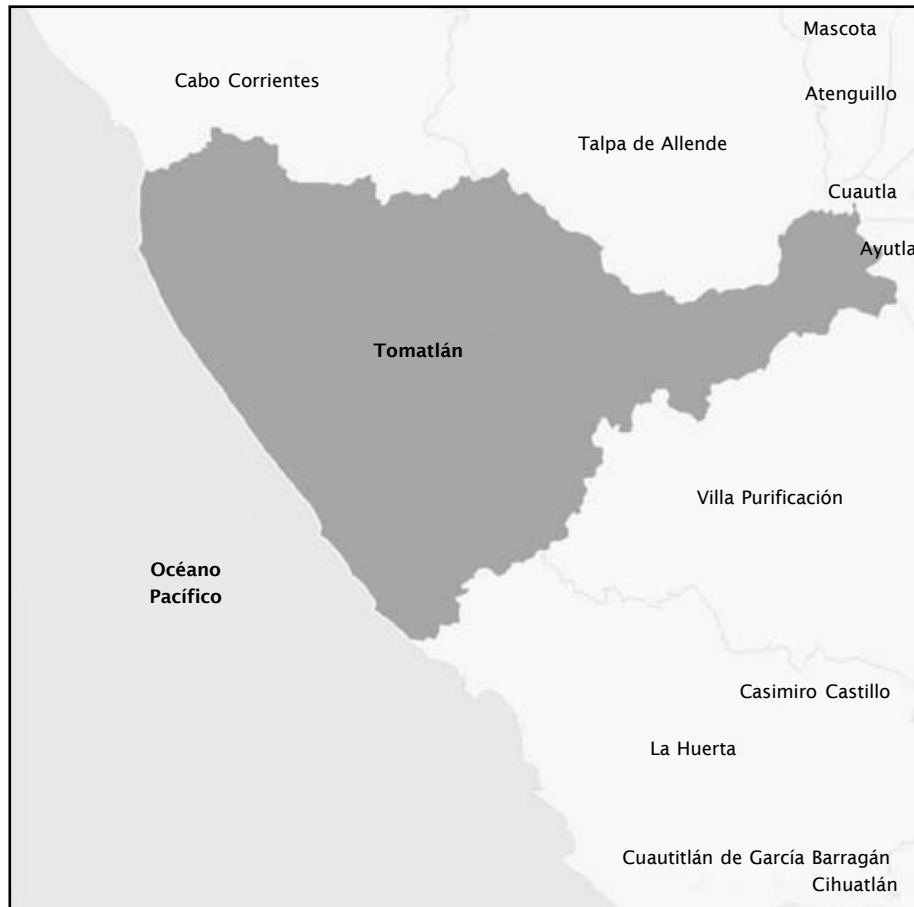 Mascota
Cabo Corrientes
Atenguillo
Talpa de Allende
Cuautla
Ayutla
Tomatlán
Villa Purificación
Océano
Pacífico
Casimiro Castillo
La Huerta
Cuautitlán de García Barragán
Cihuatlán